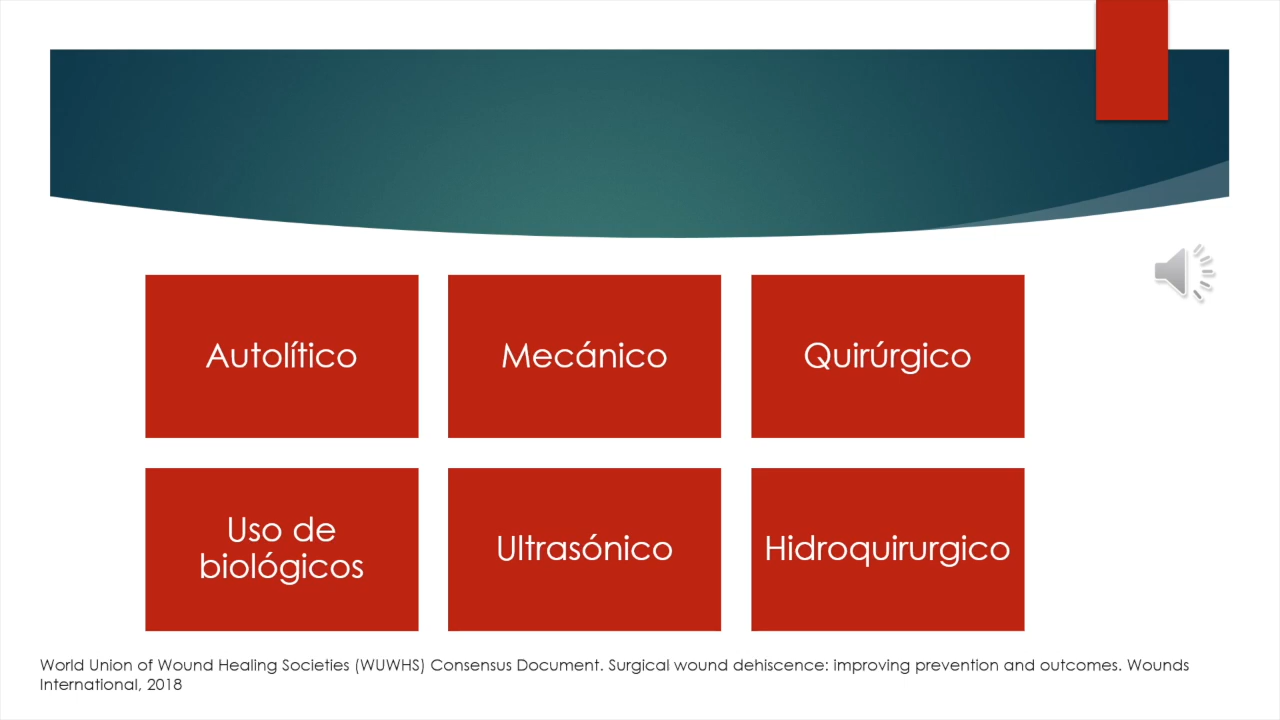 Autolítico
Mecánico
Quirúrgico
Uso de
biológicos
Ultrasónico
Hidroquirurgico
World Union of Wound Healing Societies (WUWHS) Consensus Document. Surgical wound dehiscence: improving prevention and outcomes. Wounds
International, 2018